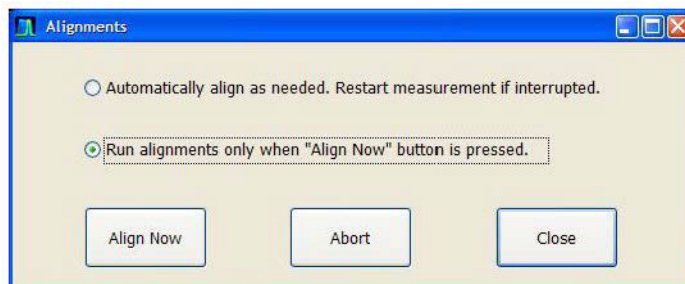 Alignments
Automatically align as needed. Restart measurement if interrupted.
Run alignments only when "Align Now" button is pressed.
Align Now
Abort
Close